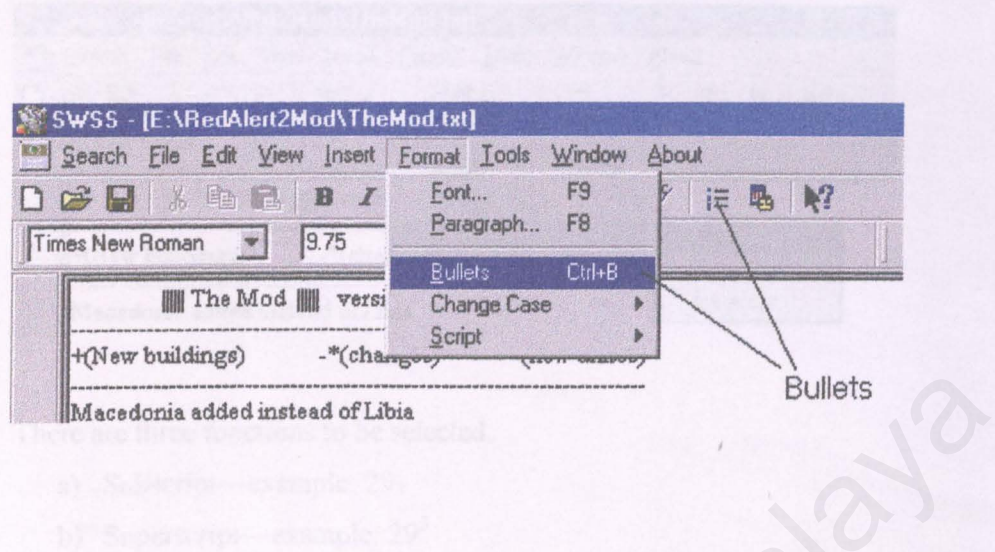 SWSS - [E:\RedAlert2Mod\TheMod.txt]
Search File Edit View Insert Format Tools Window About
B I
Times New Roman 9.75
Font... F9
Paragraph... F8
Bullets Ctrl+B
Change Case
Script
The Mod versi
+(New buildings) -*(changes)
Macedonia added instead of Libia
Bullets
There are three functions to be selected.
a) Subscript – example: 29
b) Superscript – example: 29
laya